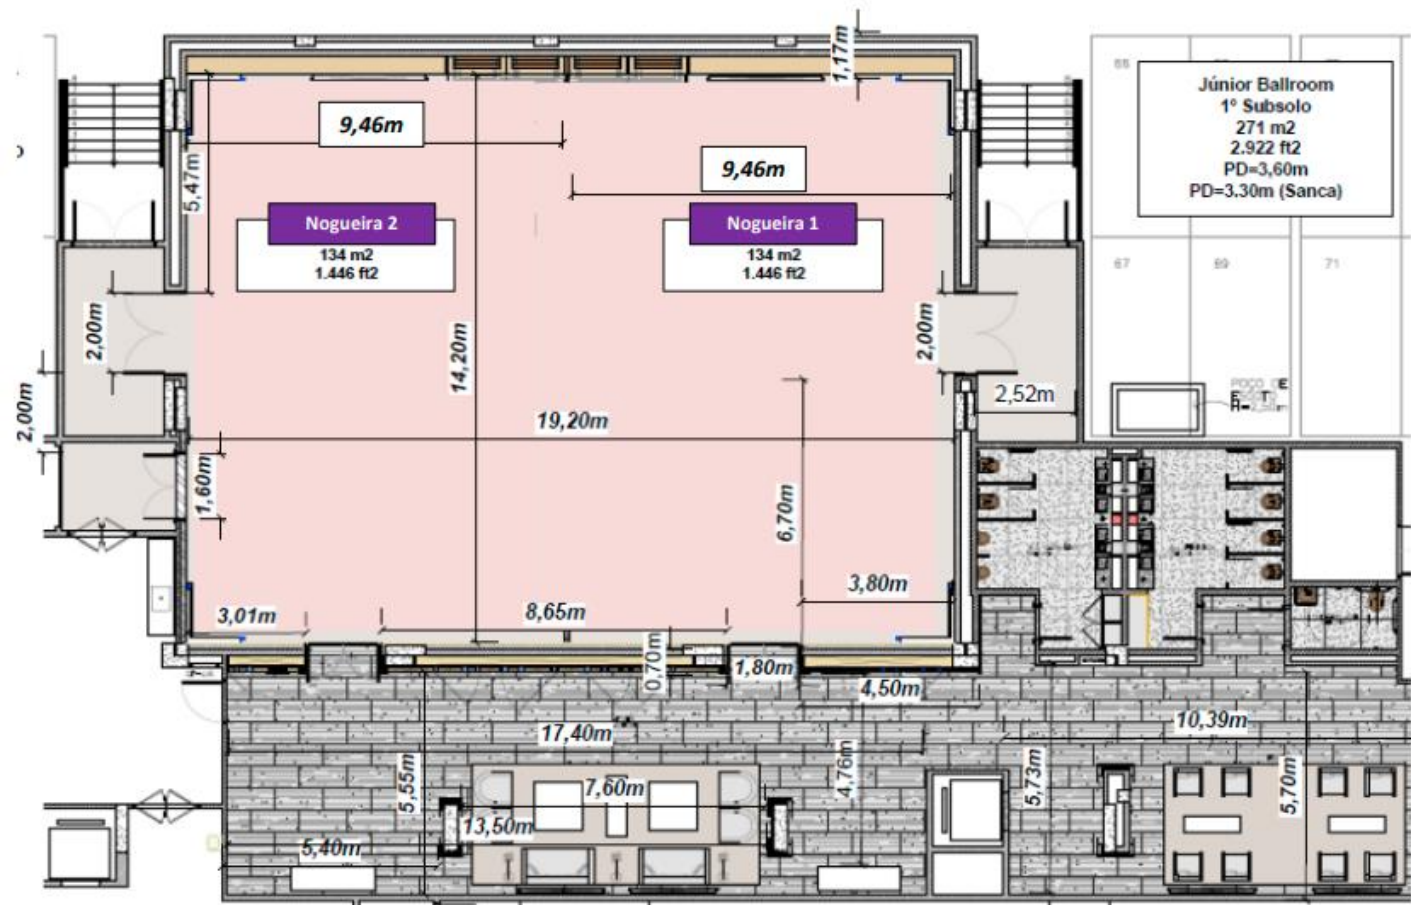 1,17m
65
Júnior Ballroom
1º Subsolo
271 m2
2.922 ft2
PD=3,60m
PD=3.30m (Sanca)
9,46m
9,46m
5,47m
Nogueira 2
134 m2
1.446 ft2
Nogueira 1
134 m2
1.446 ft2
67
69
71
2,00m
14,20m
2,00m
2,00m
2,52m
POÇO DE
19,20m
1,60m
6,70m
3,80m
3,01m
8,65m
0,70m
1,80m
4,50m
17,40m
10,39m
5,55m
4,76m
5,73m
5,70m
7,60m
13,50m
5,40m